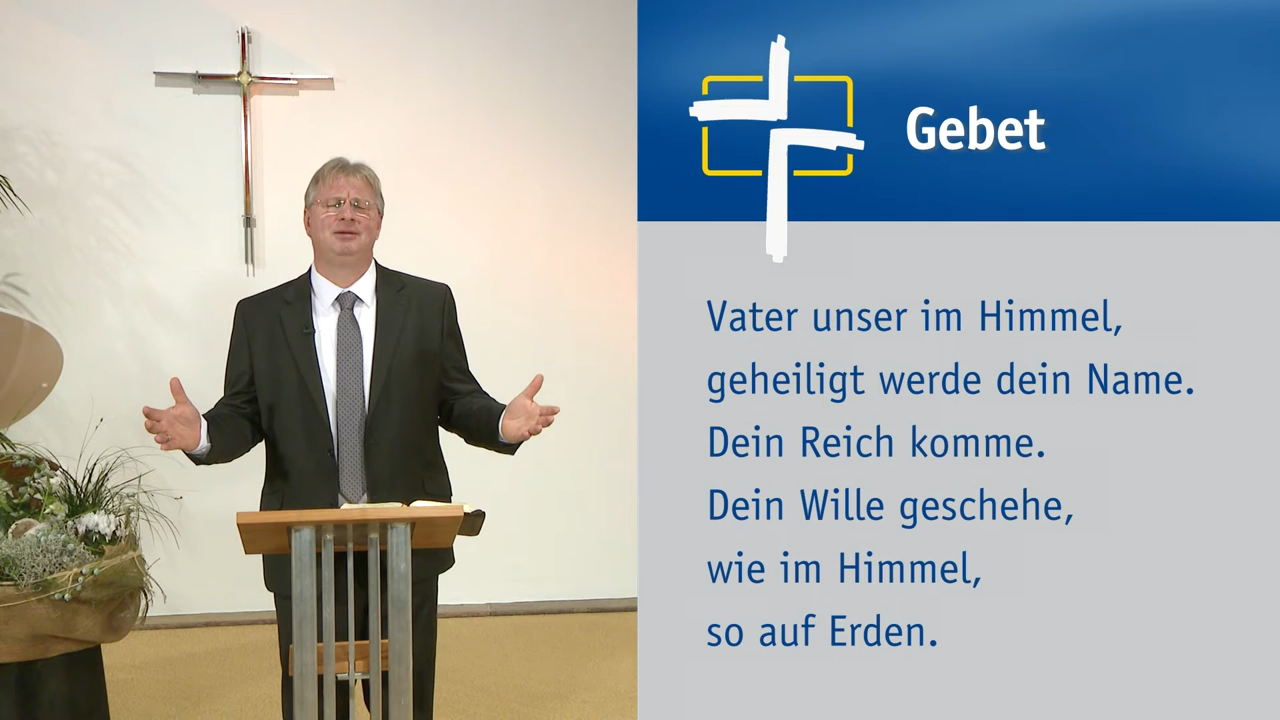 Gebet
Vater unser im Himmel,
geheiligt werde dein Name.
Dein Reich komme.
Dein Wille geschehe,
wie im Himmel,
so auf Erden.